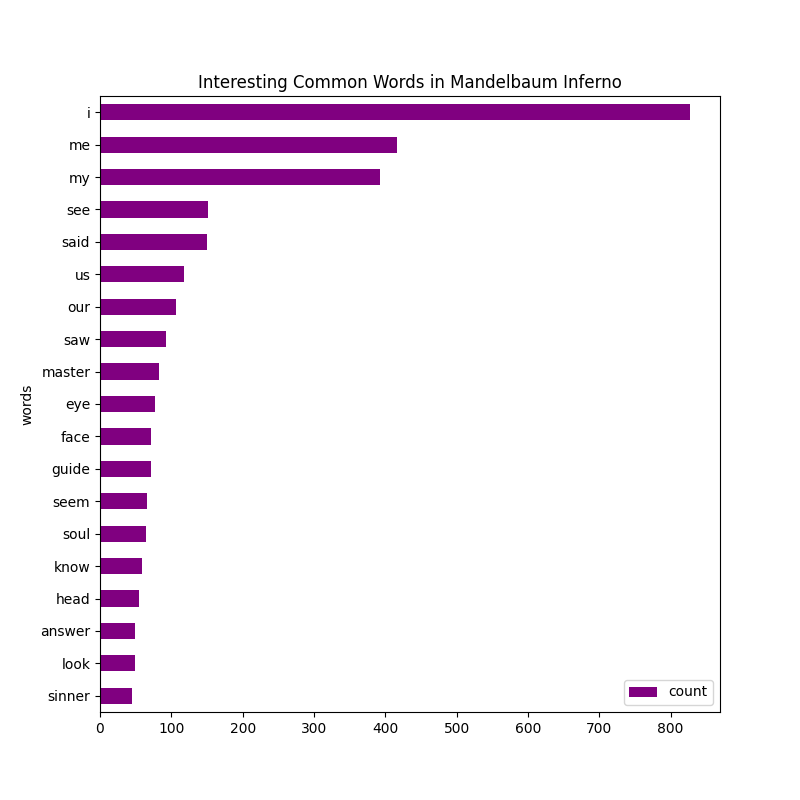 Interesting Common Words in Mandelbaum Inferno
i
me
my
see
said
us
our
saw
master
eye
face
guide
seem
soul
know
head
answer
look
sinner
words
count
0 100 200 300 400 500 600 700 800